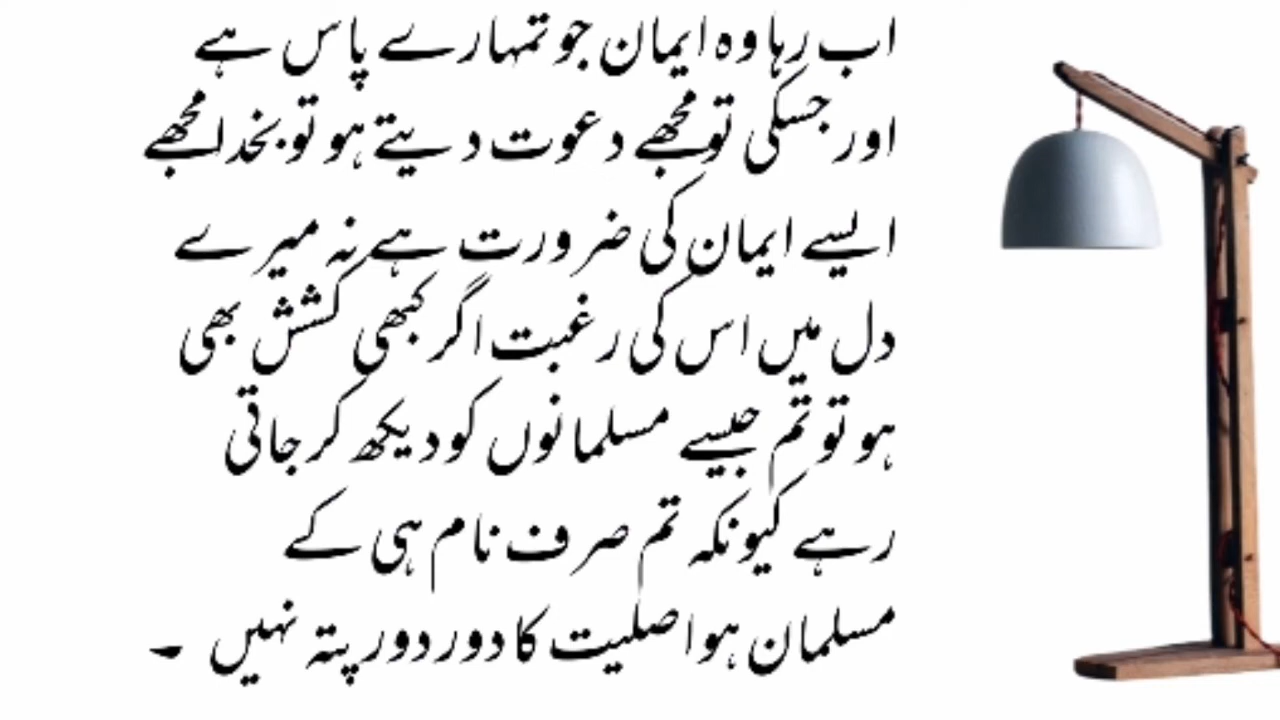 اب رہا وہ ایمان جو تمہارے پاس ہے
اور جسکی تو مجھے دعوت دیتے ہو تو بخدا مجھے
ایسے ایمان کی ضرورت ہے نہ میرے
دل میں اس کی رغبت اگر کبھی کشش بھی
ہو تو تم جیسے مسلمانوں کو دیکھ کر جاتی
رہے کیونکہ تم صرف نام ہی کے
مسلمان ہو اصلیت کا دور دور پتہ نہیں ۔